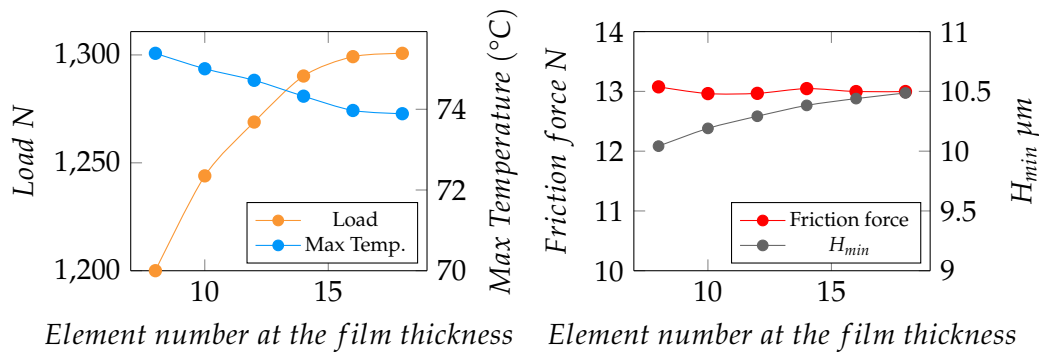 1,300
1,250
1,200
Load N
10
15
74
72
70
Max Temperature (°C)
Load
Max Temp.
Element number at the film thickness
14
13
12
13
10
Friction force N
10
15
11
10.5
10
9.5
9
H_min μm
Friction force
H_min
Element number at the film thickness